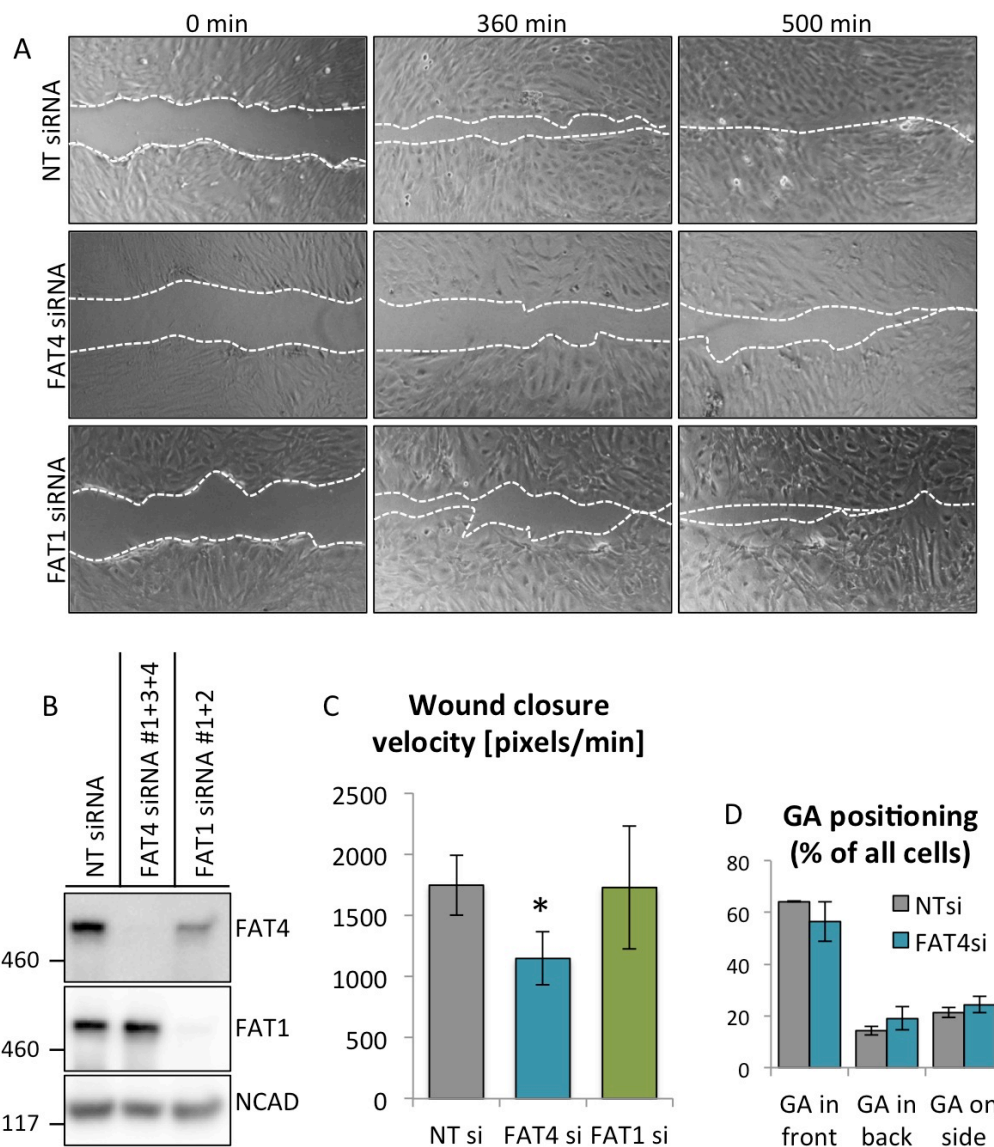 A
0 min
360 min
500 min
NT siRNA
FAT4 siRNA
FAT1 siRNA
B
NT siRNA
FAT4 siRNA #1+3+4
FAT1 siRNA #1+2
FAT4
460
FAT1
460
NCAD
117
C
Wound closure
velocity [pixels/min]
2500
2000
1500
1000
500
0
*
NT si
FAT4 si
FAT1 si
D
GA positioning
(% of all cells)
80
60
40
20
0
NTsi
FAT4si
GA in
front
GA in
back
GA on
side